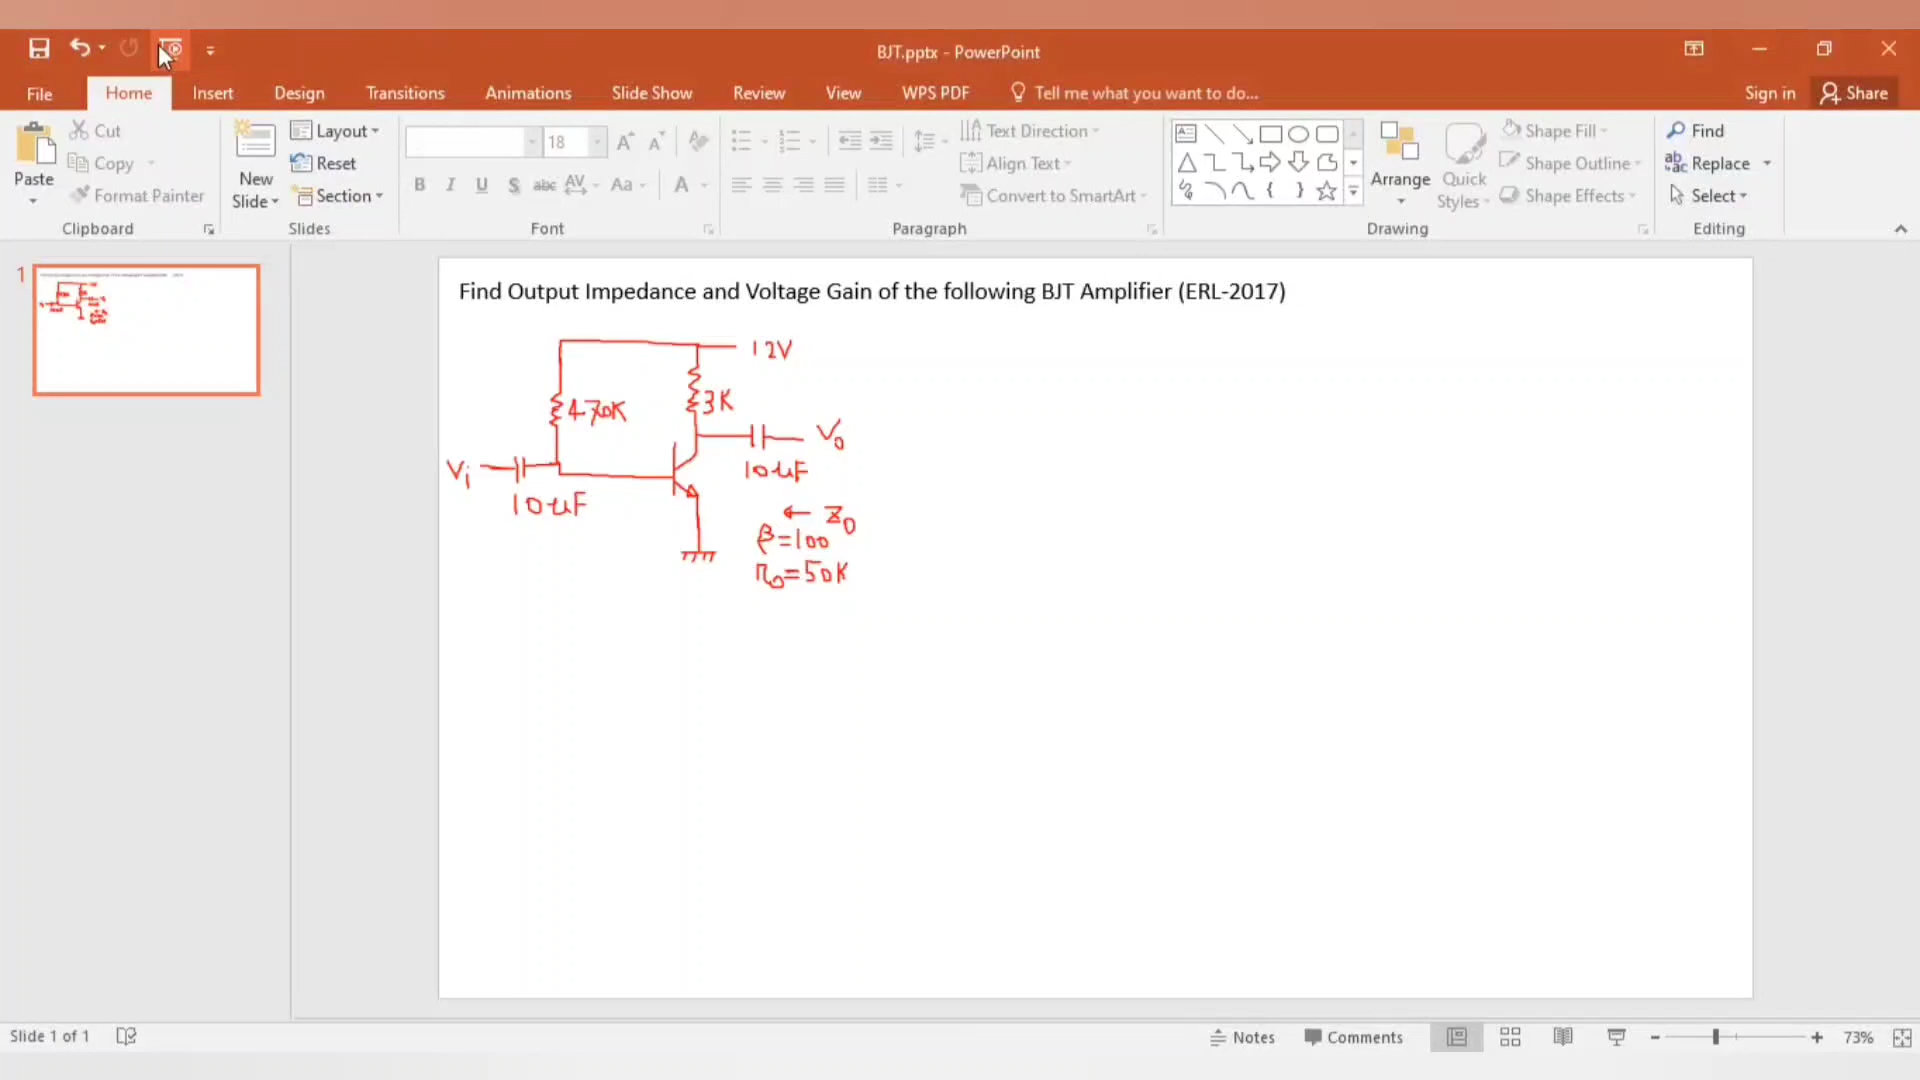 BJT.pptx - PowerPoint
File Home Insert Design Transitions Animations Slide Show Review View WPS PDF Tell me what you want to do... Sign in Share
Paste
Cut
Copy
Format Painter
Clipboard
New Slide
Layout
Reset
Section
Slides
18
B I U S abc AV Aa A
Font
Text Direction
Align Text
Convert to SmartArt
Paragraph
Arrange
Quick Styles
Shape Fill
Shape Outline
Shape Effects
Drawing
Find
Replace
Select
Editing
1
Find Output Impedance and Voltage Gain of the following BJT Amplifier (ERL-2017)
12V
470K
3K
Vo
10uF
Vi
10uF
← Zo
β=100
ro=50K
Slide 1 of 1
Notes
Comments
73%